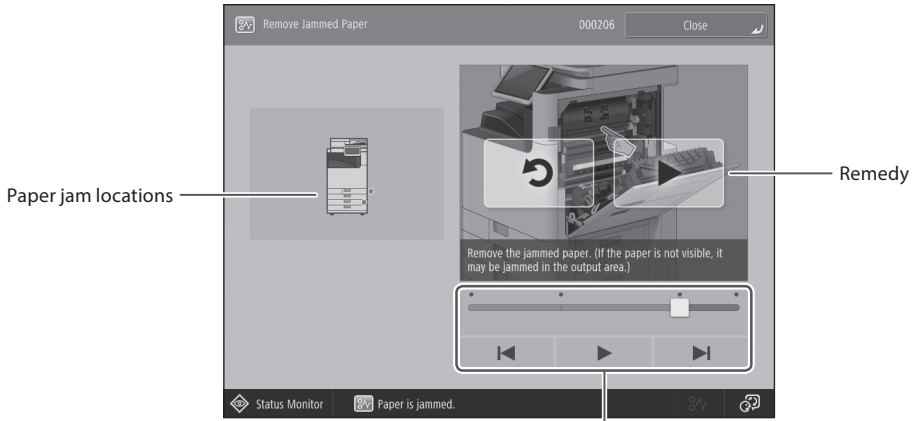 Remove Jammed Paper
000206
Close
Paper jam locations
Remedy
Remove the jammed paper. (If the paper is not visible, it
may be jammed in the output area.)
Status Monitor
Paper is jammed.